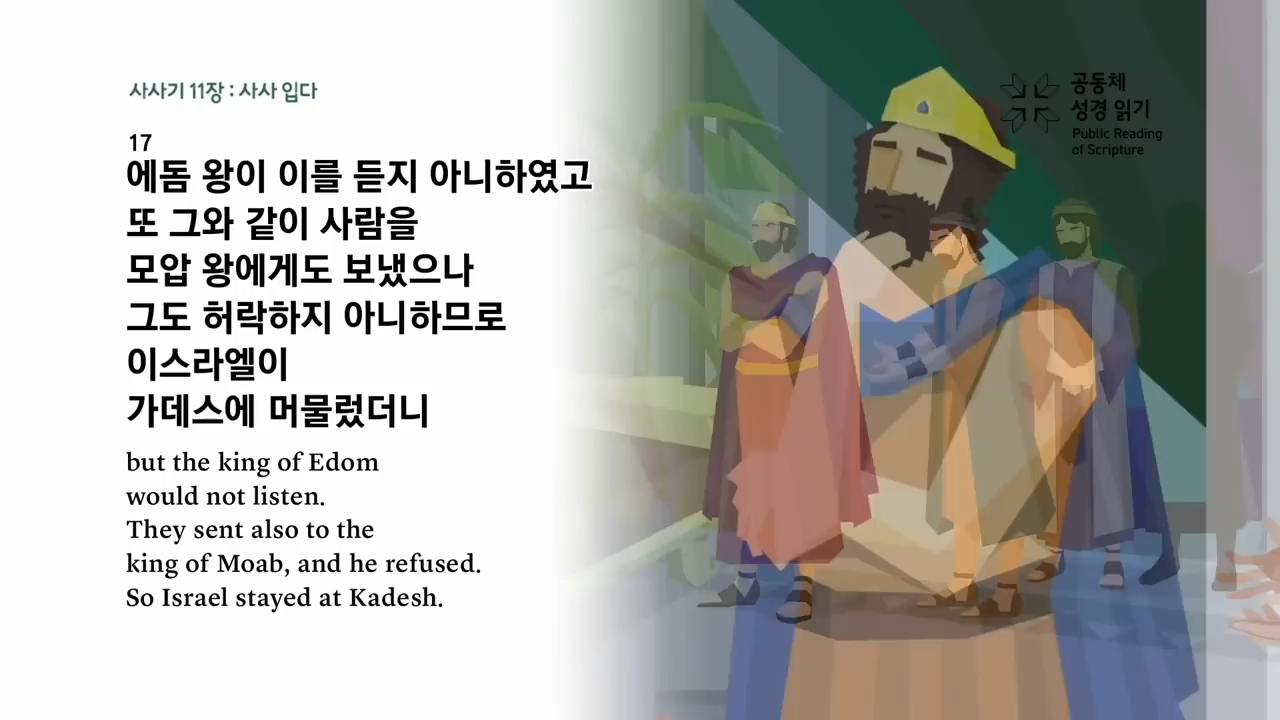 사사기 11장 : 사사 입다
17
에돔 왕이 이를 듣지 아니하였고
또 그와 같이 사람을
모압 왕에게도 보냈으나
그도 허락하지 아니하므로
이스라엘이
가데스에 머물렀더니
but the king of Edom
would not listen.
They sent also to the
king of Moab, and he refused.
So Israel stayed at Kadesh.
공동체
성경 읽기
Public Reading
of Scripture